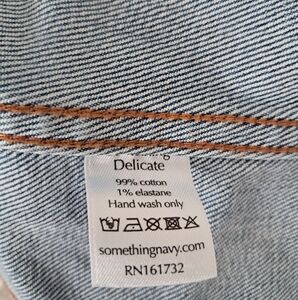 Delicate
99% cotton
1% elastane
Hand wash only
somethingnavy.com
RN161732